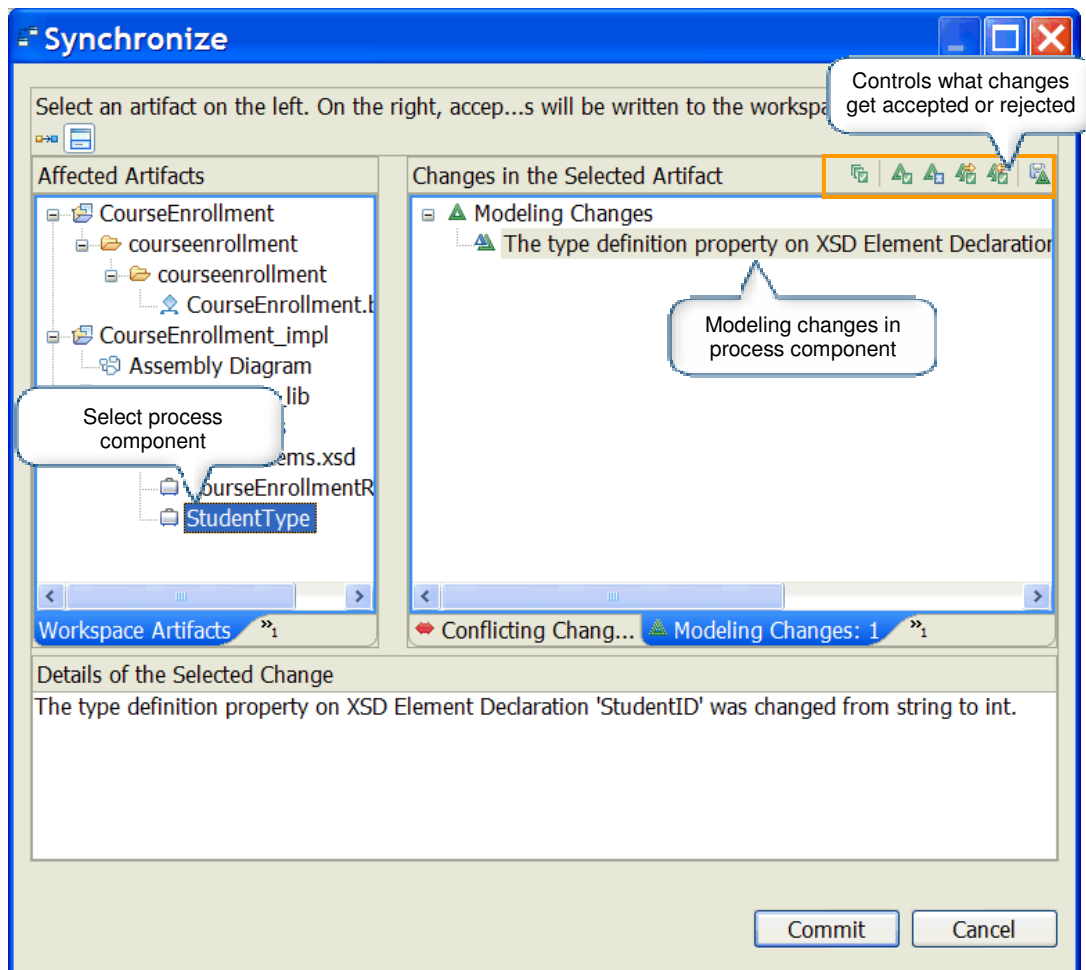 Synchronize
Controls what changes
get accepted or rejected
Select an artifact on the left. On the right, accep...s will be written to the workspa
Affected Artifacts
Changes in the Selected Artifact
CourseEnrollment
courseenrollment
courseenrollment
CourseEnrollment.b
CourseEnrollment_impl
Assembly Diagram
_lib
ems.xsd
ourseEnrollmentR
StudentType
Select process
component
Modeling Changes
The type definition property on XSD Element Declaration
Modeling changes in
process component
Workspace Artifacts »1
Conflicting Chang... Modeling Changes: 1 »1
Details of the Selected Change
The type definition property on XSD Element Declaration 'StudentID' was changed from string to int.
Commit Cancel